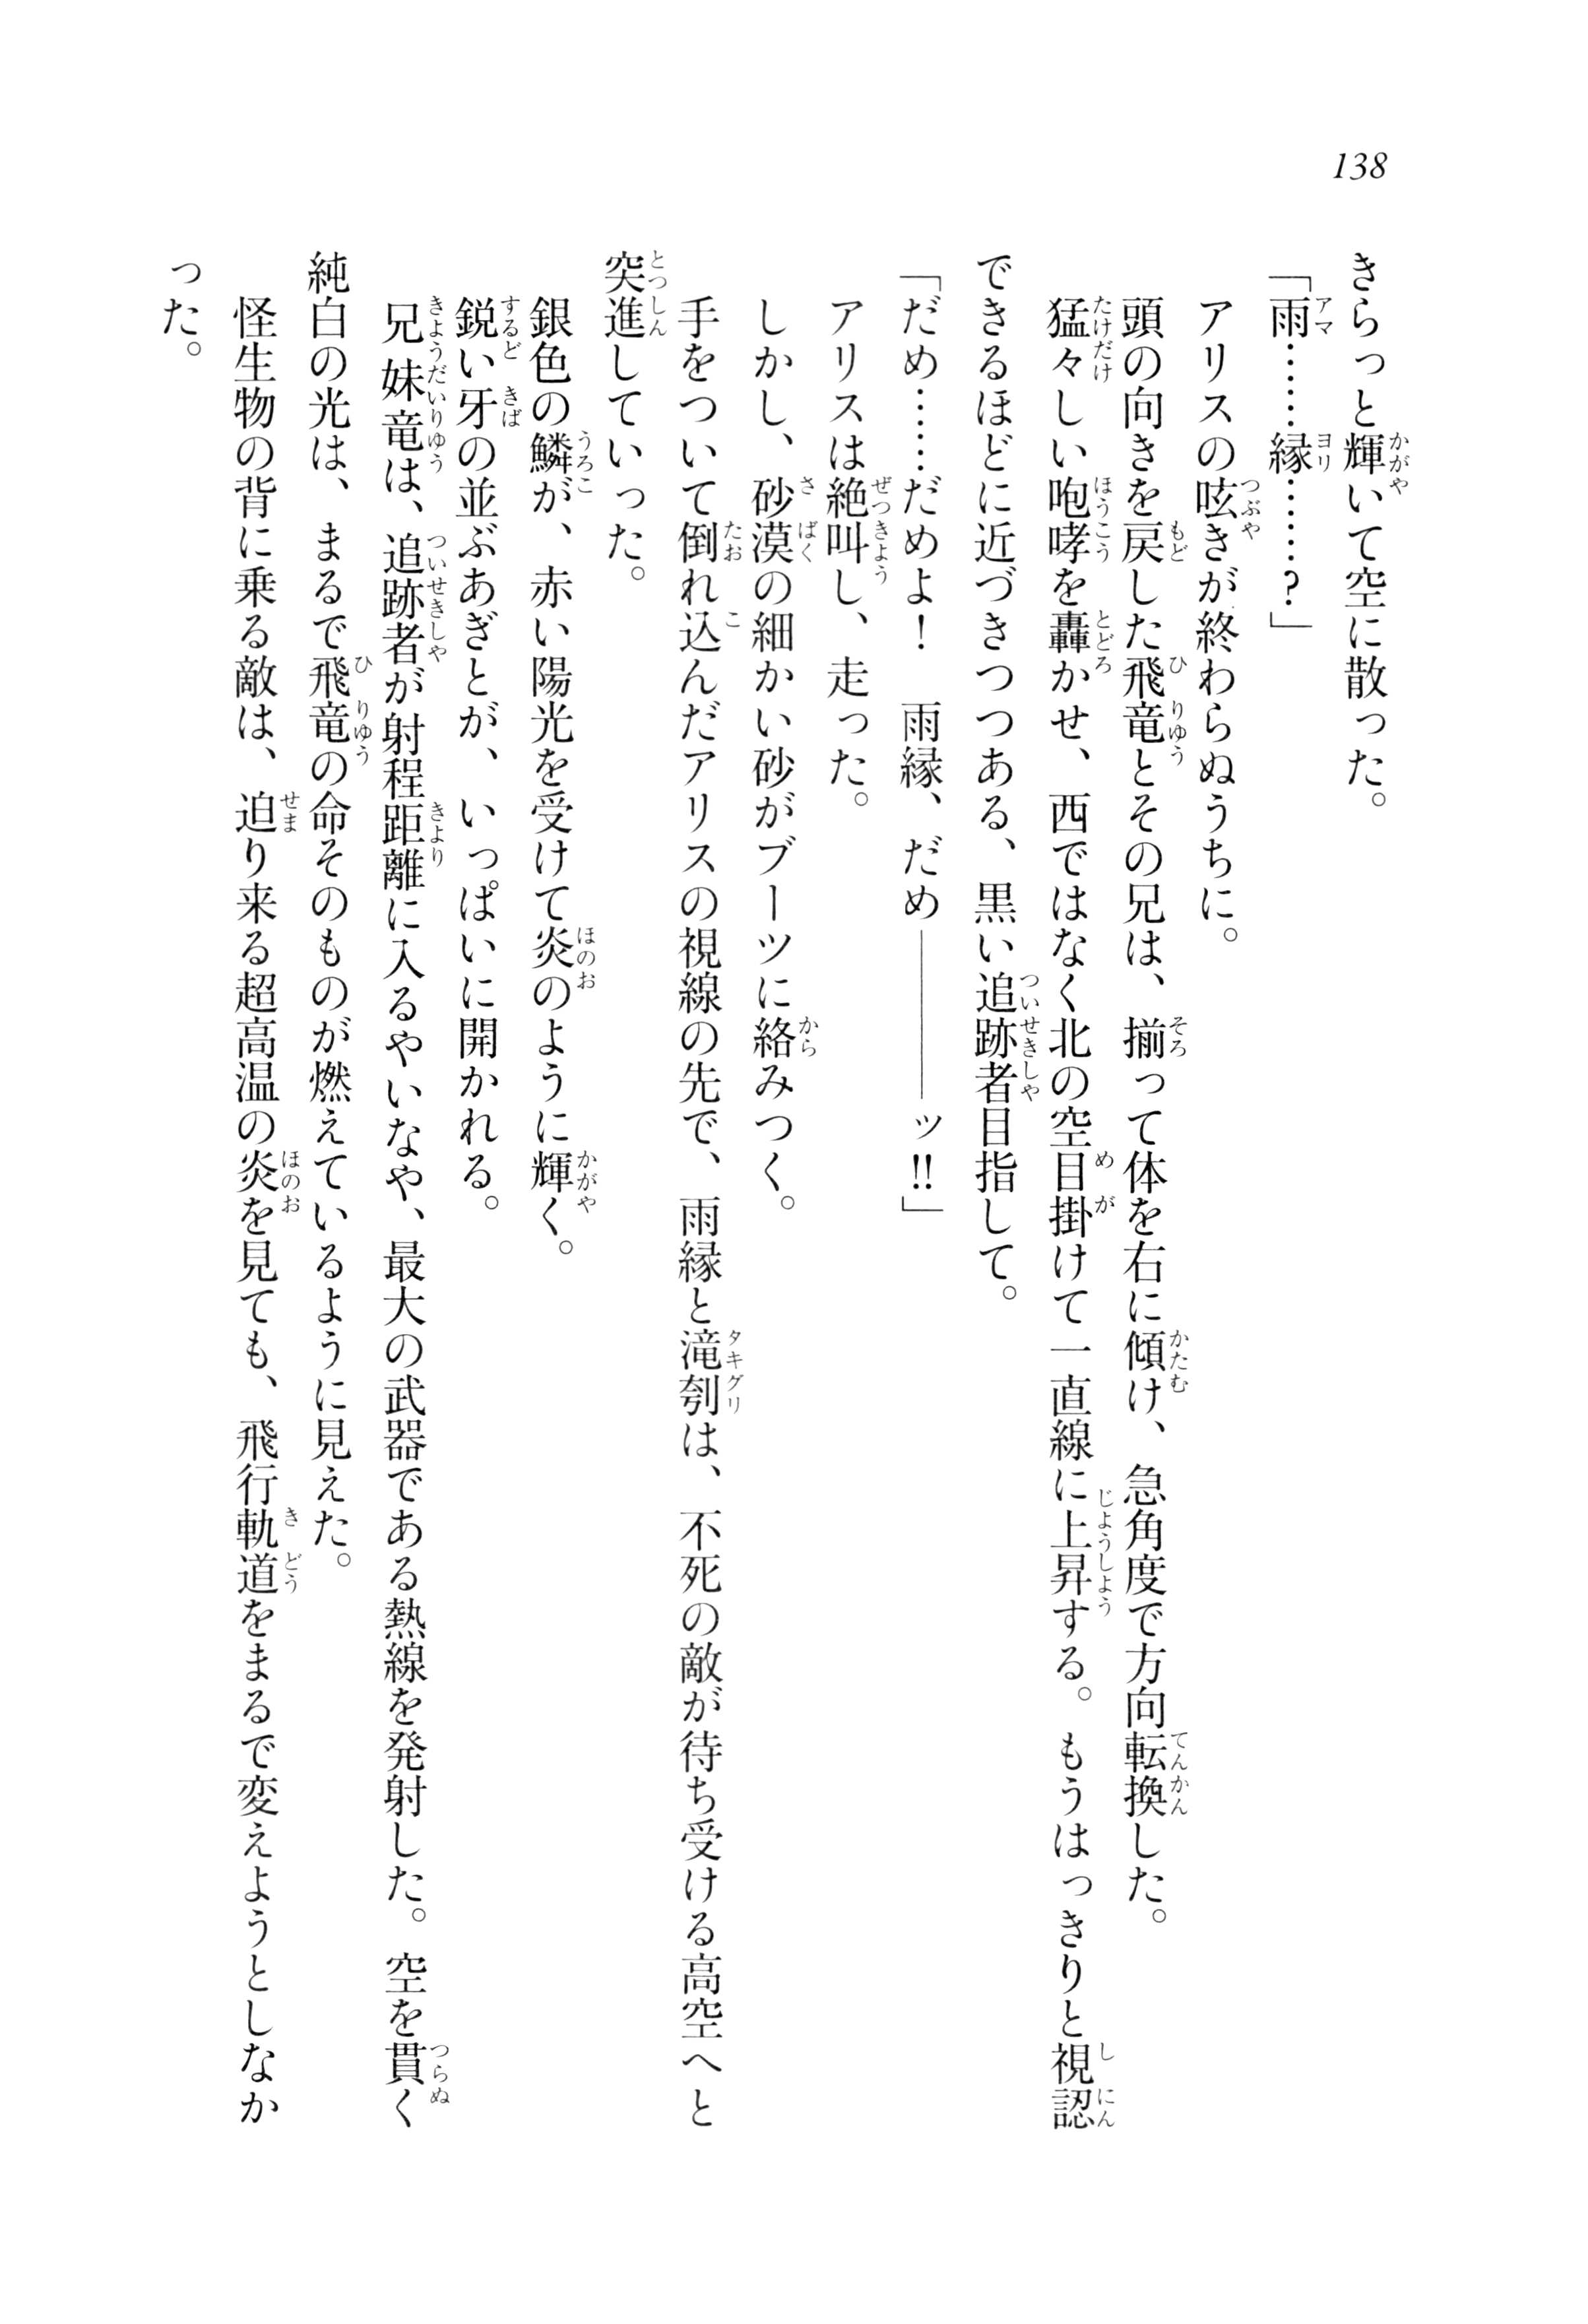 138
きらっと輝いて空に散った。
「雨……縁……?」
アリスの呟きが終わらぬうちに。
頭の向きを戻した飛竜とその兄は、揃って体を右に傾け、急角度で方向転換した。
猛々しい咆哮を轟かせ、西ではなく北の空目掛けて一直線に上昇する。もうはっきりと視認
できるほどに近づきつつある、黒い追跡者目指して。
「だめ……だめよ!　雨縁、だめ————ッ!!」
アリスは絶叫し、走った。
しかし、砂漠の細かい砂がブーツに絡みつく。
手をついて倒れ込んだアリスの視線の先で、雨縁と滝刳は、不死の敵が待ち受ける高空へと
突進していった。
銀色の鱗が、赤い陽光を受けて炎のように輝く。
鋭い牙の並ぶあぎとが、いっぱいに開かれる。
兄妹竜は、追跡者が射程距離に入るやいなや、最大の武器である熱線を発射した。空を貫く
純白の光は、まるで飛竜の命そのものが燃えているように見えた。
怪生物の背に乗る敵は、迫り来る超高温の炎を見ても、飛行軌道をまるで変えようとしなか
った。